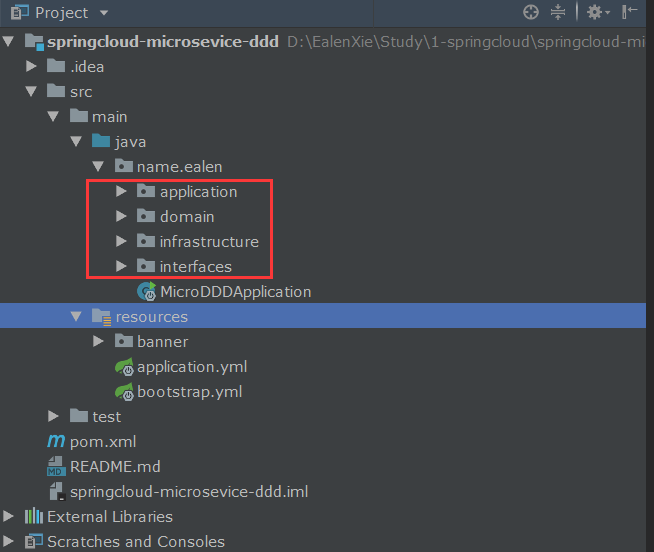 Project
springcloud-microsevice-ddd D:\EalenXie\Study\1-springcloud\springcloud-mi
.idea
src
main
java
name.ealen
application
domain
infrastructure
interfaces
MicroDDDApplication
resources
banner
application.yml
bootstrap.yml
test
m pom.xml
MD README.md
springcloud-microsevice-ddd.iml
External Libraries
Scratches and Consoles